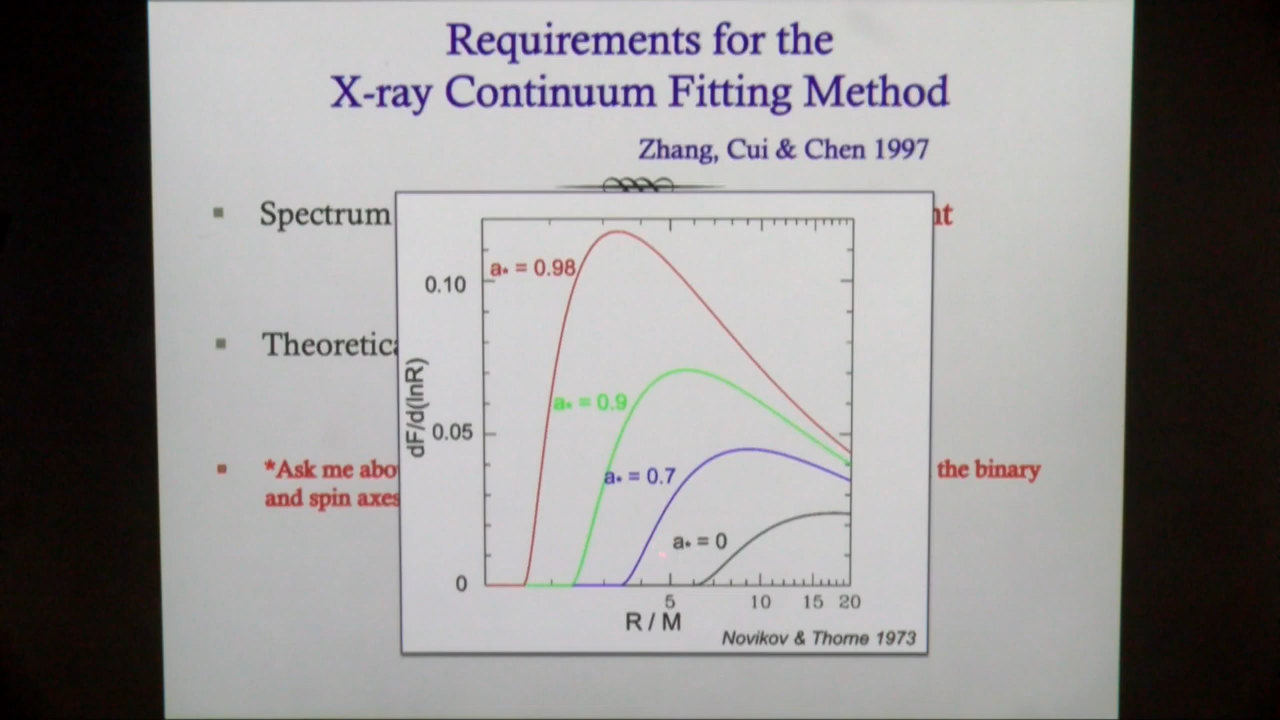 Requirements for the
X-ray Continuum Fitting Method
Zhang, Cui & Chen 1997
Spectrum
Theoretica
*Ask me abo
the binary
and spin axes
a* = 0.98
0.10
a* = 0.9
dF/d(lnR)
0.05
a* = 0.7
a* = 0
0
5 10 15 20
R / M
Novikov & Thorne 1973